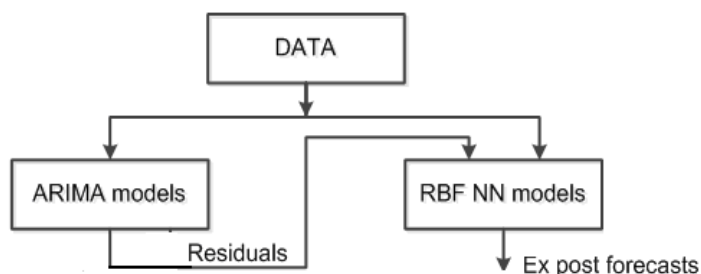 DATA
ARIMA models
RBF NN models
Residuals
Ex post forecasts